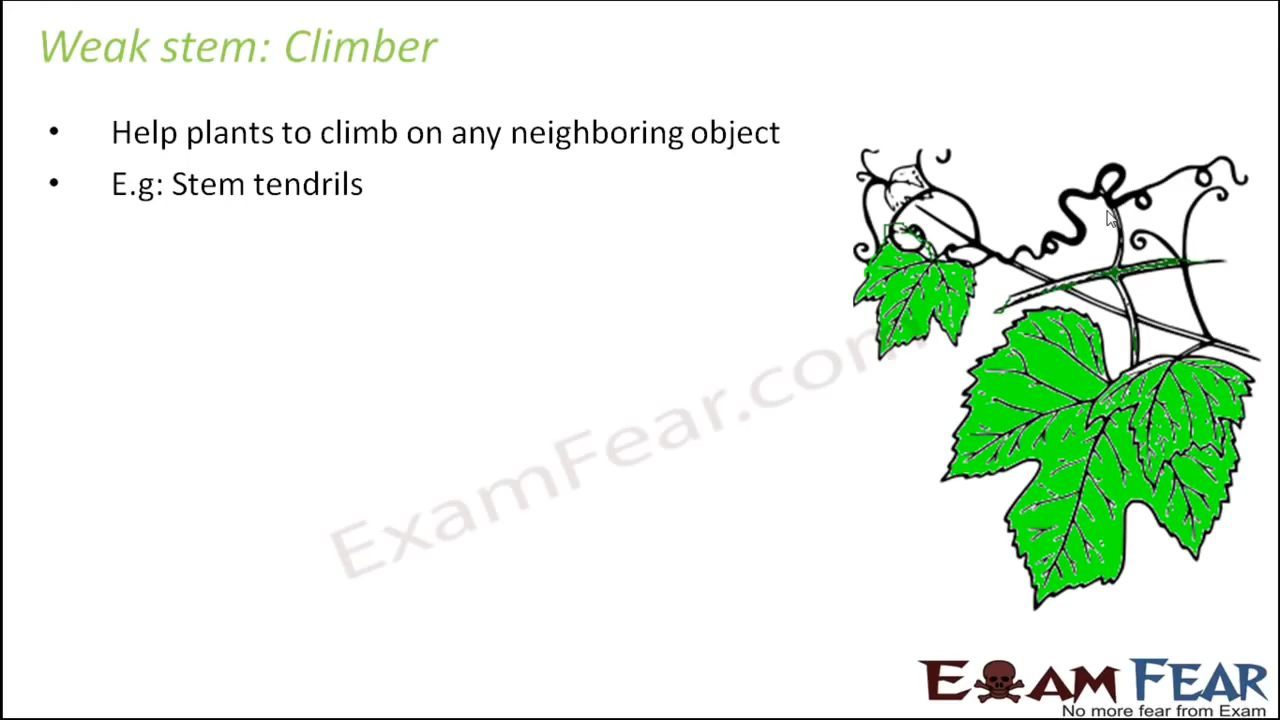 Weak stem: Climber
• Help plants to climb on any neighboring object
• E.g: Stem tendrils
ExamFear.com
EXAM FEAR
No more fear from Exam